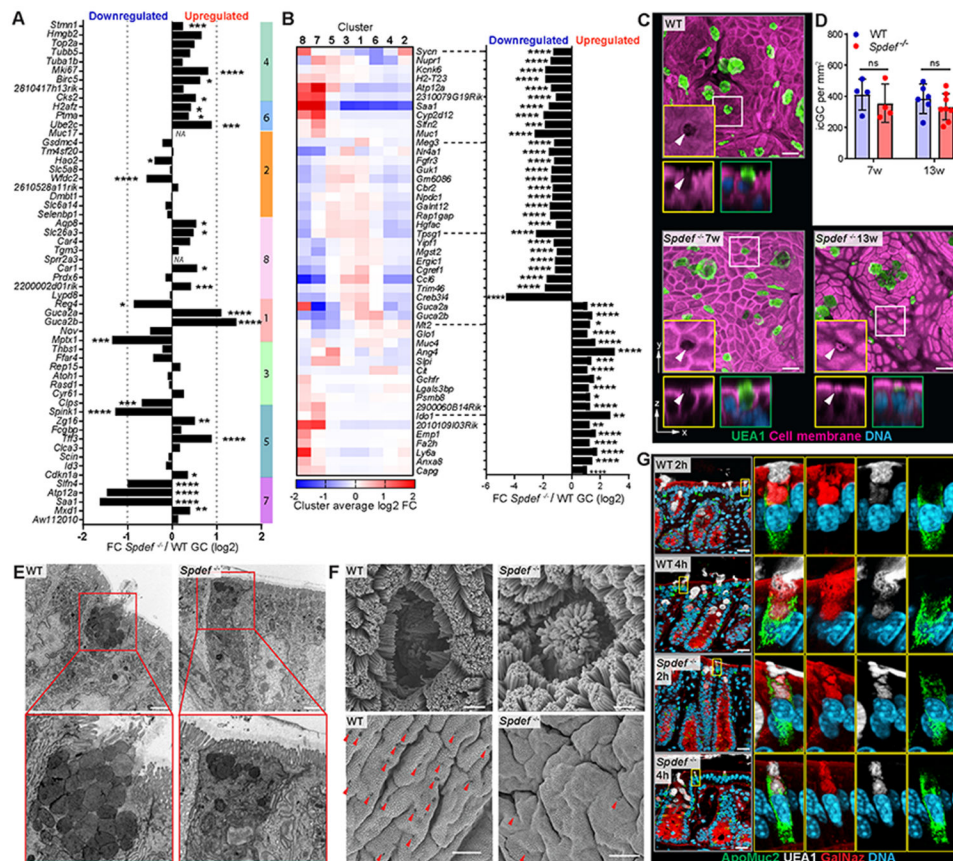 A
Downregulated Upregulated
Stmn1 ***
Hmgb2
Top2a
Tubb5
Tuba1b
Mki67 ****
Birc5 *
2810417h13rik
Cks2 *
H2afz *
Ptma *
Ube2c ***
Muc17 NA
Gsdmc4
Tm4sf20
Hao2 *
Slc5a8
Wfdc2 ****
2610528a11rik
Dmbt1
Slc6a14
Selenbp1
Aqp8 *
Slc26a3 *
Car4
Tgm3
Sprr2a3 NA
Car1 *
Prdx6
2200002d01rik ***
Lypd8
Reg4 *
Guca2a ****
Guca2b ****
Nov
Mptx1 ***
Thbs1
Ffar4
Rep15
Atoh1
Rasd1
Cyr61
Clps ***
Spink1 ****
Zg16 **
Fcgbp
Tff3 ****
Clca3
Scin
Id3
Cdkn1a *
Slfn4 ****
Atp12a ****
Saa1 ****
Mxd1 **
Aw112010
4
6
2
8
1
3
5
7
-2 -1 0 1 2
FC Spdef -/-/ WT GC (log2)
B
Cluster
8 7 5 3 1 6 4 2
Downregulated Upregulated
Sycn
Nupr1
Kcnk6
H2-T23
Atp12a
2310079G19Rik
Saa1
Cyp2d12
Slfn2
Muc1
Meg3
Nr4a1
Fgfr3
Guk1
Gm6086
Cbr2
Npdc1
Galnt12
Rap1gap
Hgfac
Tpsg1
Yipf1
Mgst2
Ergic1
Cgref1
Ccl6
Trim46
Creb3l4
Guca2a
Guca2b
Mt2
Glo1
Muc4
Ang4
Slpi
Cit
Gchfr
Lgals3bp
Psmb8
2900060B14Rik
Ido1
2010109I03Rik
Emp1
Fa2h
Ly6a
Anxa8
Capg
-2 -1 0 1 2
Cluster average log2 FC
-6 -4 -2 0 2 4
FC Spdef -/-/ WT GC (log2)
C
WT
Spdef -/- 7w
Spdef -/- 13w
y
z
x
UEA1 Cell membrane DNA
D
WT
Spdef -/-
icGC per mm2
800
600
400
200
0
ns ns
7w 13w
E
WT
Spdef -/-
F
WT
Spdef -/-
WT
Spdef -/-
G
WT 2h
WT 4h
Spdef -/-
2h
Spdef -/-
4h
ApoMuc2 UEA1 GalNaz DNA